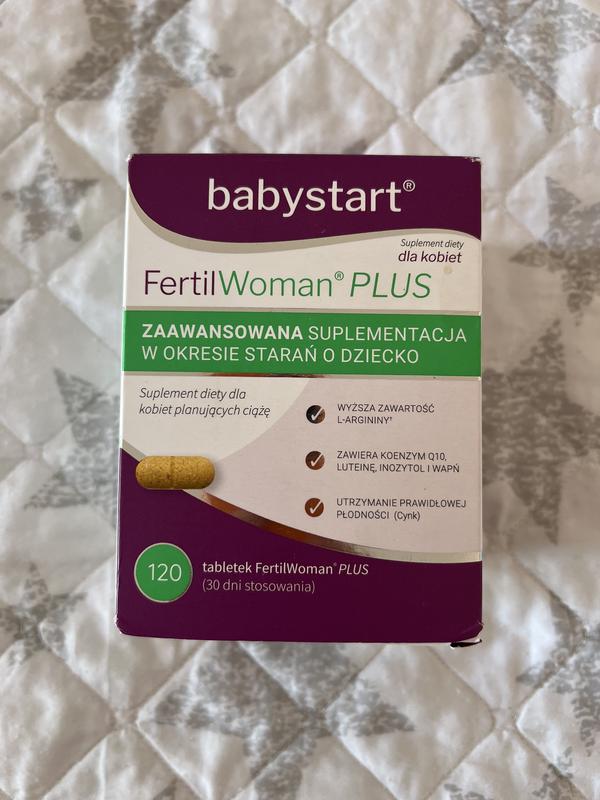 babystart®
Suplement diety
dla kobiet
FertilWoman® PLUS
ZAAWANSOWANA SUPLEMENTACJA
W OKRESIE STARAŃ O DZIECKO
Suplement diety dla
kobiet planujących ciążę
WYŻSZA ZAWARTOŚĆ
L-ARGININY†
ZAWIERA KOENZYM Q10,
LUTEINĘ, INOZYTOL I WAPŃ
UTRZYMANIE PRAWIDŁOWEJ
PŁODNOŚCI (Cynk)
120
tabletek FertilWoman® PLUS
(30 dni stosowania)